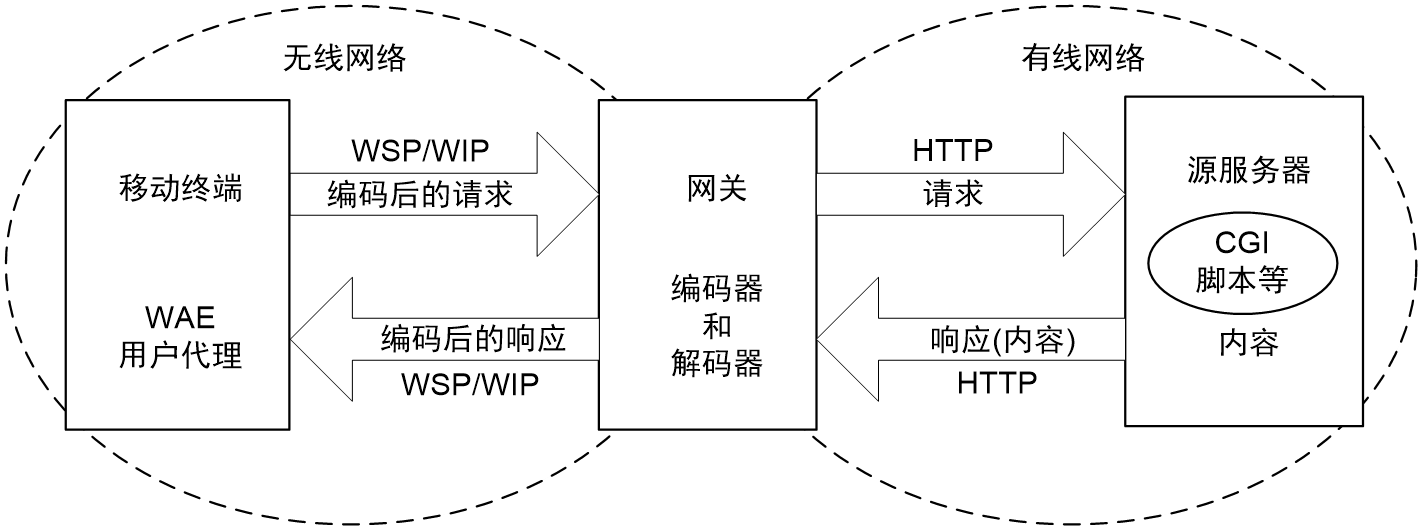 无线网络
有线网络
移动终端
WAE
用户代理
WSP/WIP
编码后的请求
编码后的响应
WSP/WIP
网关
编码器
和
解码器
HTTP
请求
响应(内容)
HTTP
源服务器
CGI
脚本等
内容